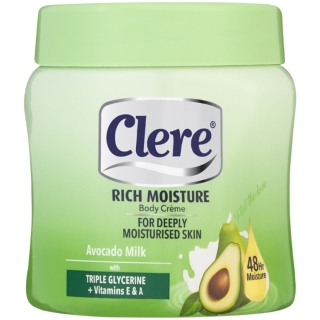 Clere®
RICH MOISTURE
Body Crème
FOR DEEPLY
MOISTURISED SKIN
Avocado Milk
with
TRIPLE GLYCERINE
+ Vitamins E & A
48Hr
Moisture